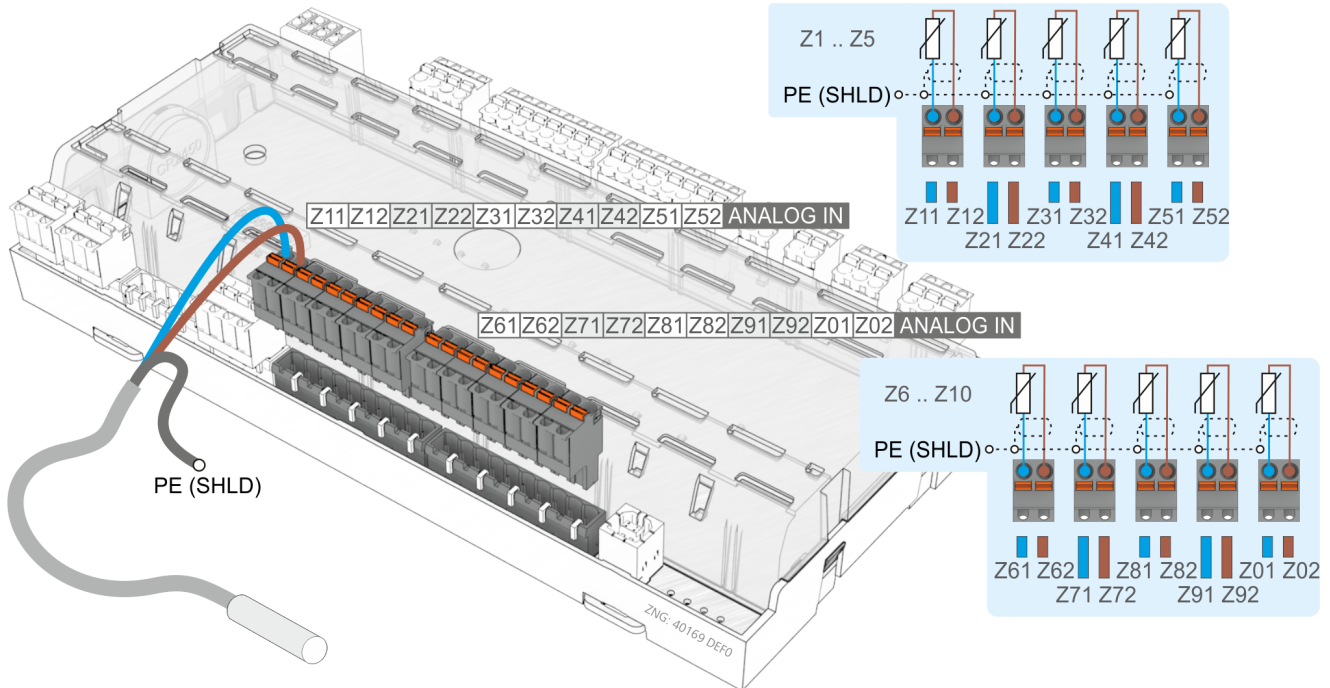 Z1 .. Z5
PE (SHLD)
Z11 Z12 Z31 Z32 Z51 Z52
Z21 Z22 Z41 Z42
Z11 Z12 Z21 Z22 Z31 Z32 Z41 Z42 Z51 Z52 ANALOG IN
Z61 Z62 Z71 Z72 Z81 Z82 Z91 Z92 Z01 Z02 ANALOG IN
Z6 .. Z10
PE (SHLD)
Z61 Z62 Z81 Z82 Z01 Z02
Z71 Z72 Z91 Z92
PE (SHLD)
ZNG: 40169 DEF0